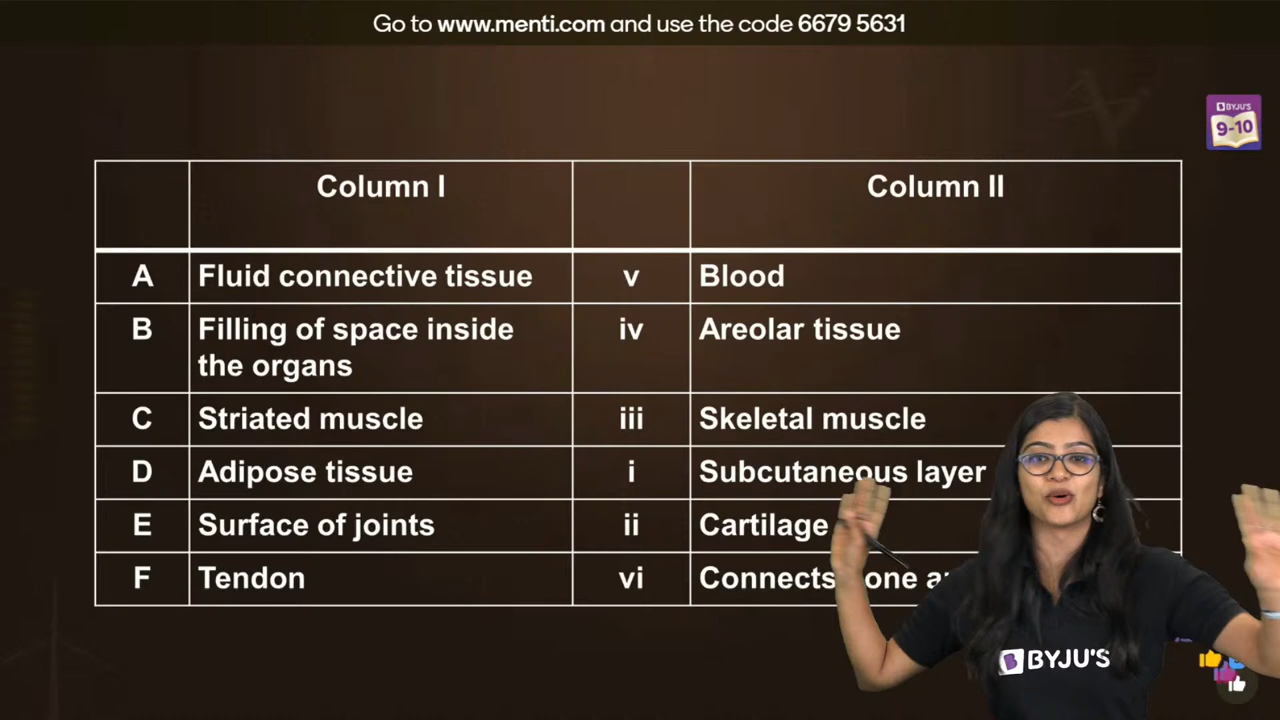 Go to www.menti.com and use the code 6679 5631
BYJU'S
9-10
Column I Column II
A Fluid connective tissue v Blood
B Filling of space inside iv Areolar tissue
the organs
C Striated muscle iii Skeletal muscle
D Adipose tissue i Subcutaneous layer
E Surface of joints ii Cartilage
F Tendon vi Connects
BYJU'S